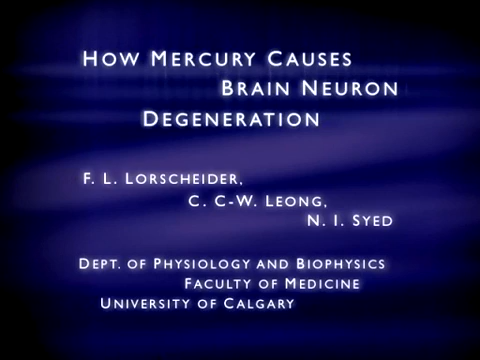 How Mercury Causes
Brain Neuron
Degeneration
F. L. Lorscheider,
C. C-W. Leong,
N. I. Syed
Dept. of Physiology and Biophysics
Faculty of Medicine
University of Calgary